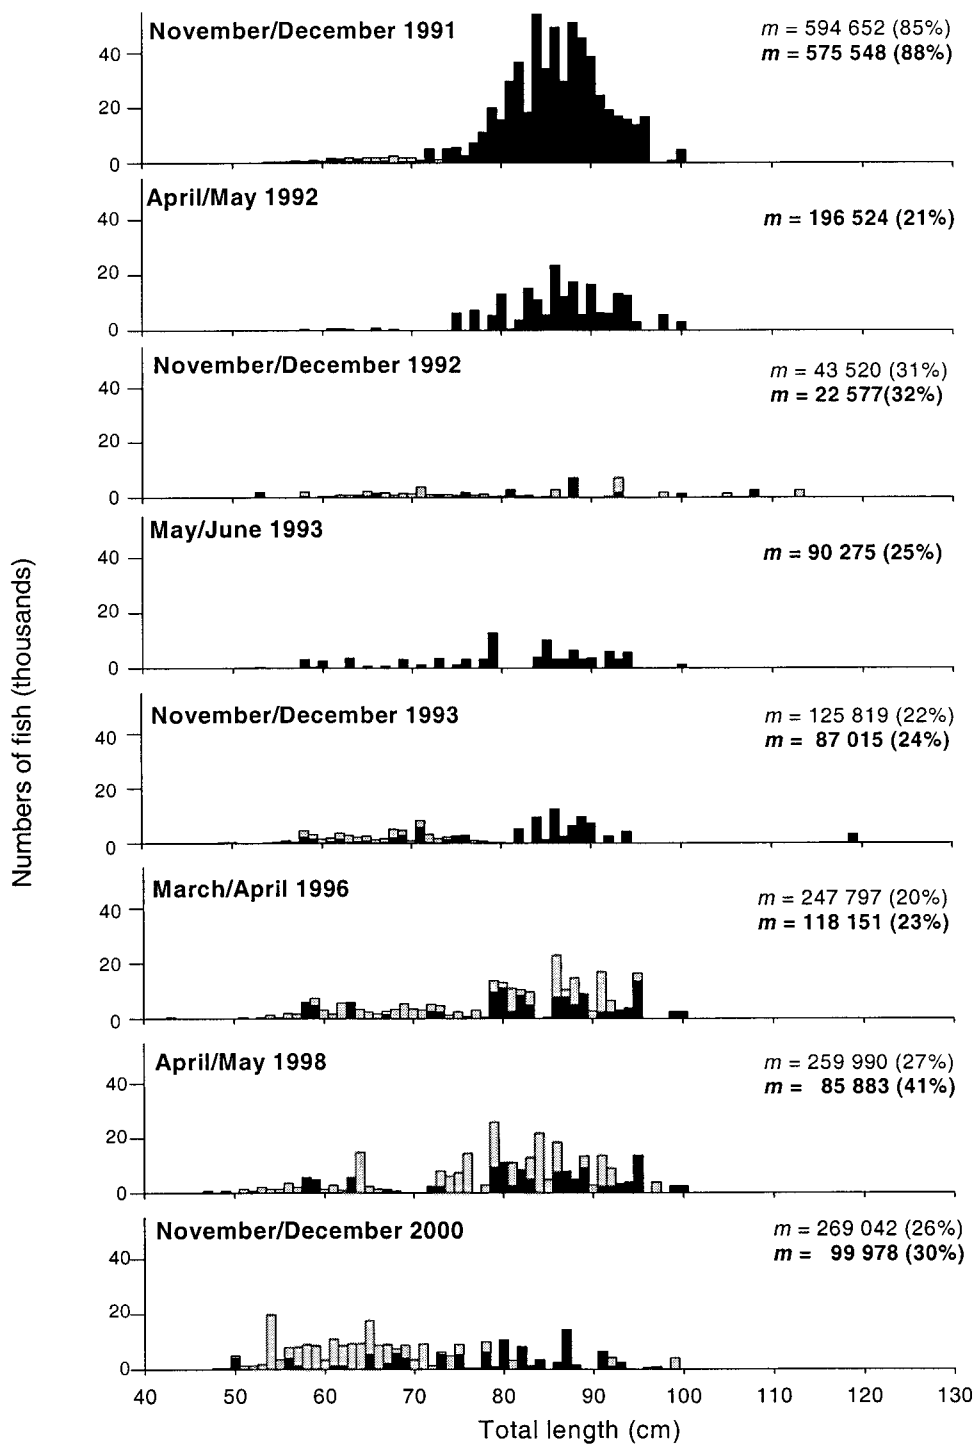 November/December 1991
m = 594 652 (85%)
m = 575 548 (88%)
40
20
0
April/May 1992
m = 196 524 (21%)
40
20
0
November/December 1992
m = 43 520 (31%)
m = 22 577(32%)
40
20
0
May/June 1993
m = 90 275 (25%)
40
20
0
November/December 1993
m = 125 819 (22%)
m = 87 015 (24%)
40
20
0
March/April 1996
m = 247 797 (20%)
m = 118 151 (23%)
40
20
0
April/May 1998
m = 259 990 (27%)
m = 85 883 (41%)
40
20
0
November/December 2000
m = 269 042 (26%)
m = 99 978 (30%)
40
20
0
Numbers of fish (thousands)
40 50 60 70 80 90 100 110 120 130
Total length (cm)